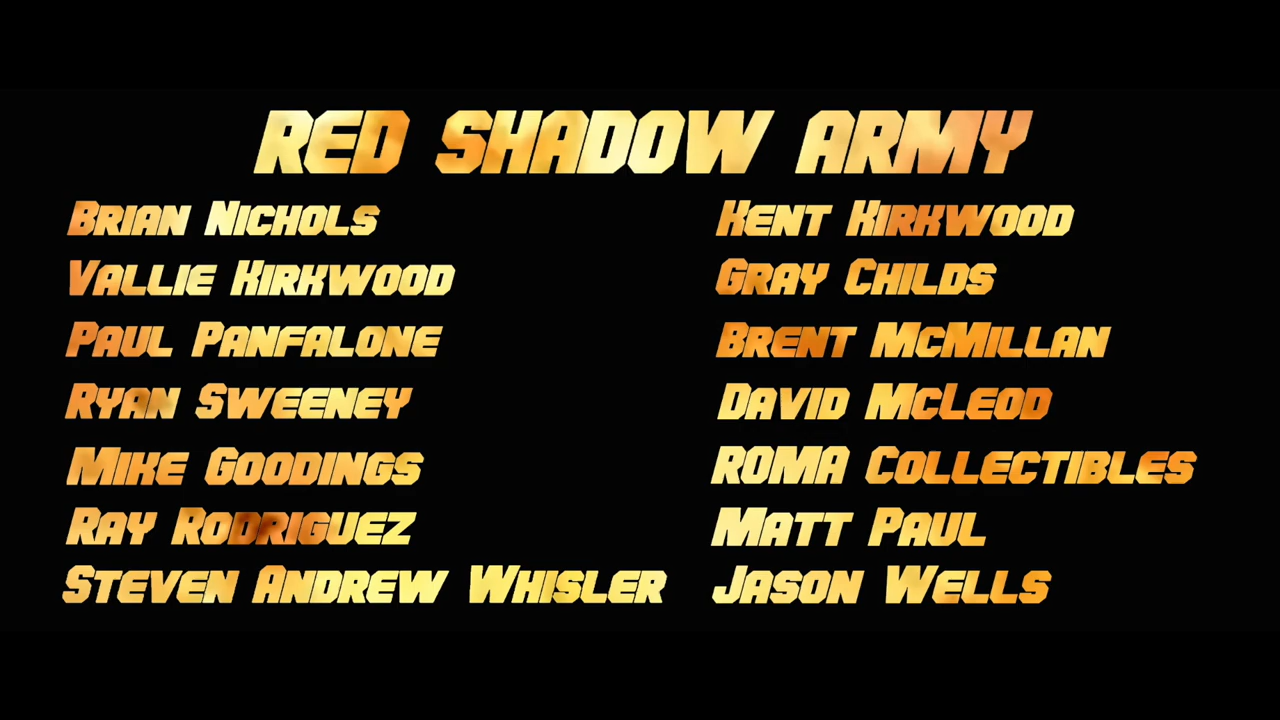 RED SHADOW ARMY
Brian Nichols
Vallie Kirkwood
Paul Panfalone
Ryan Sweeney
Mike Goodings
Ray Rodriguez
Steven Andrew Whisler
Kent Kirkwood
Gray Childs
Brent McMillan
David McLeod
ROMA Collectibles
Matt Paul
Jason Wells